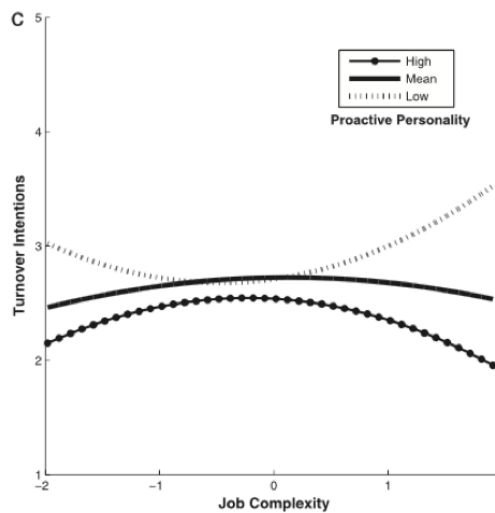 C
5
High
Mean
Low
Proactive Personality
4
Turnover Intentions
3
2
1
−2
−1
0
1
Job Complexity